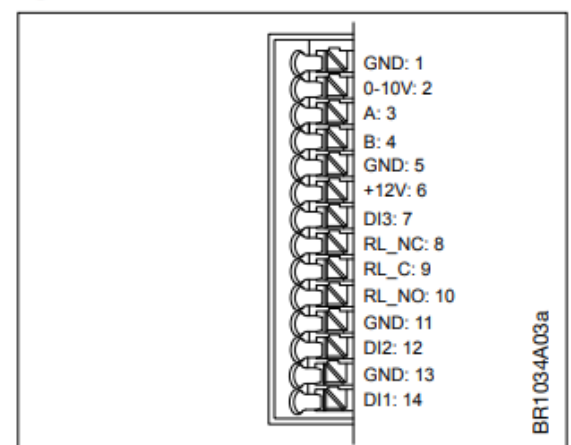 GND: 1
0-10V: 2
A: 3
B: 4
GND: 5
+12V: 6
DI3: 7
RL_NC: 8
RL_C: 9
RL_NO: 10
GND: 11
DI2: 12
GND: 13
DI1: 14
BR1034A03a